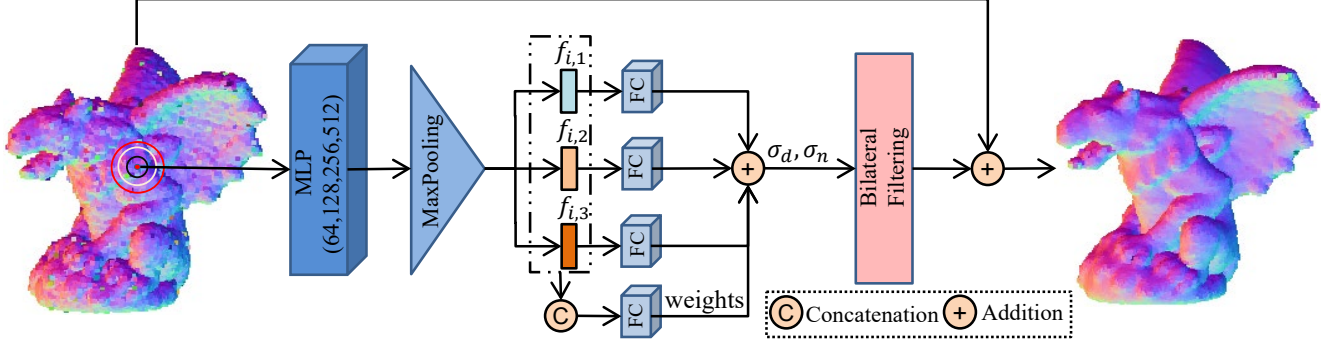 MLP
(64,128,256,512)
MaxPooling
f_{i,1}
f_{i,2}
f_{i,3}
FC
FC
FC
FC
C
weights
+
σ_d, σ_n
Bilateral
Filtering
+
C Concatenation + Addition